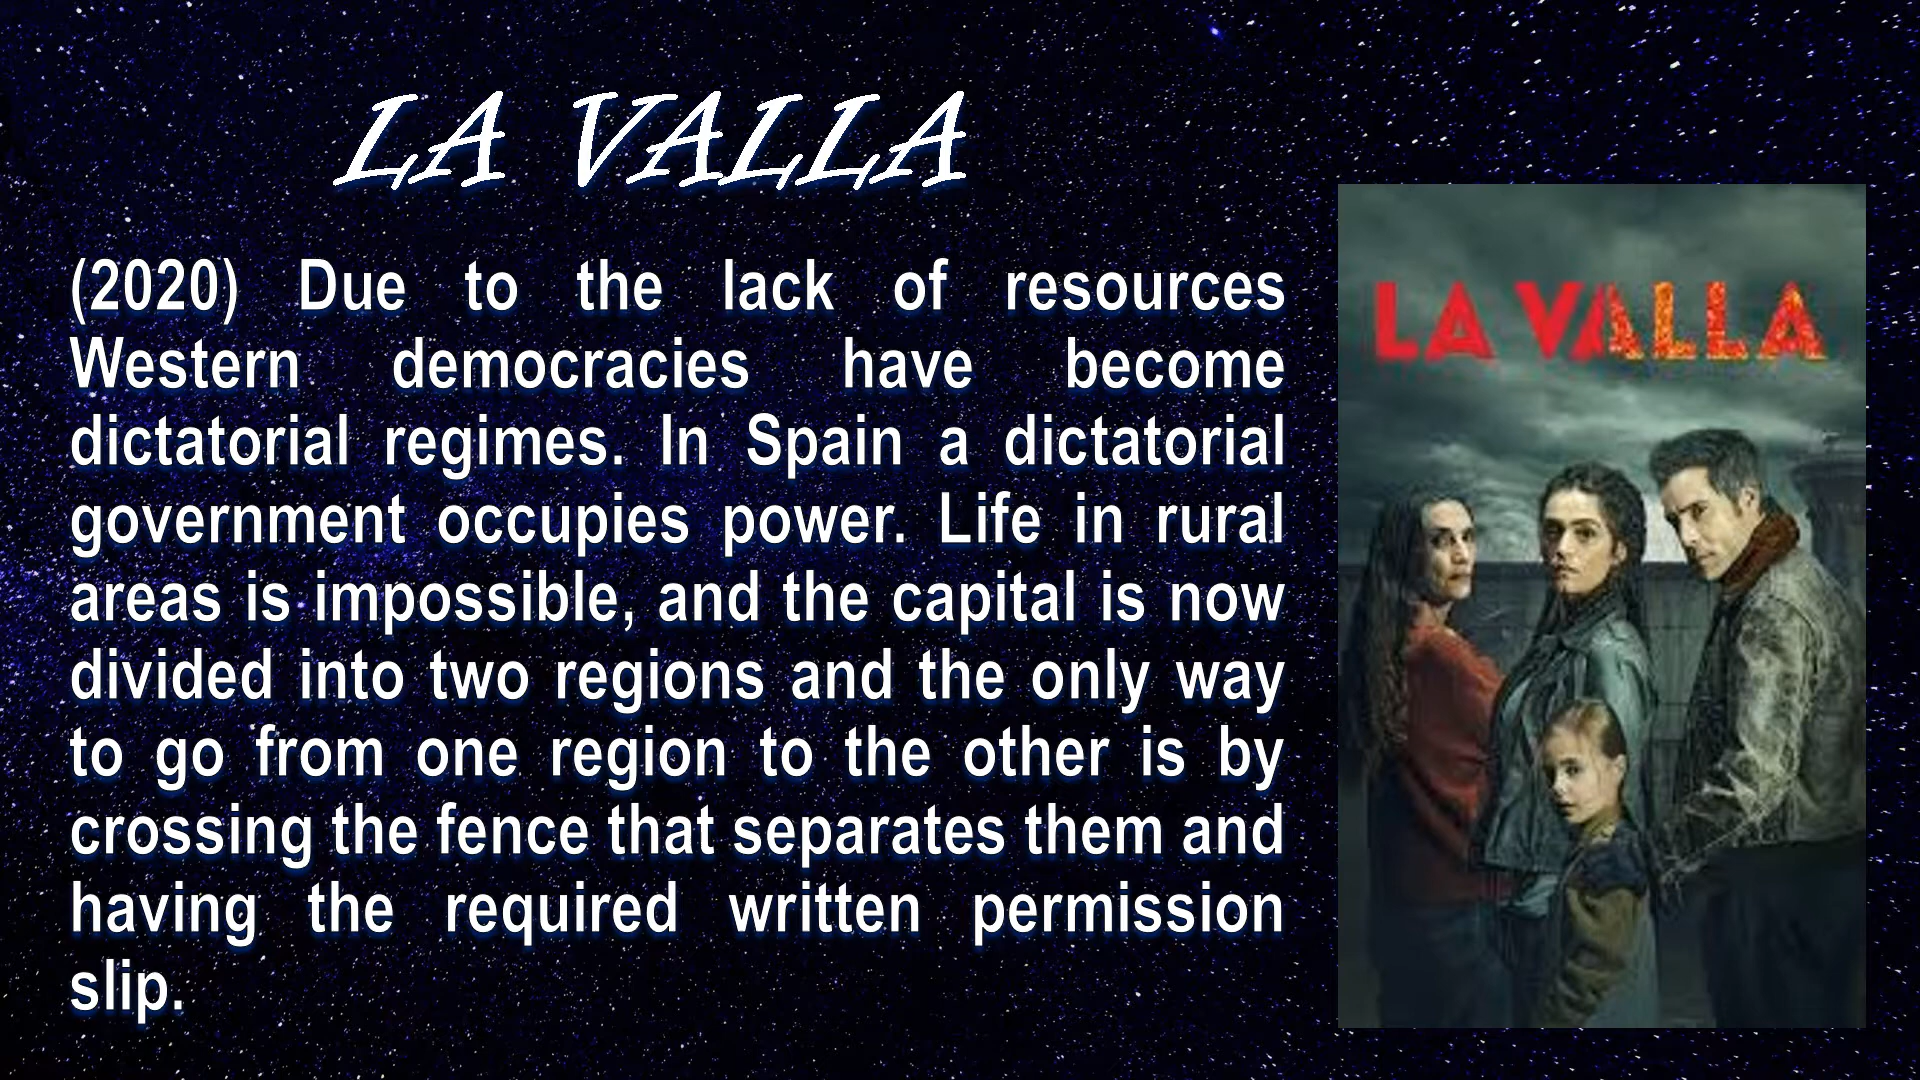 LA VALLA
(2020) Due to the lack of resources
Western democracies have become
dictatorial regimes. In Spain a dictatorial
government occupies power. Life in rural
areas is impossible, and the capital is now
divided into two regions and the only way
to go from one region to the other is by
crossing the fence that separates them and
having the required written permission
slip.
LA VALLA